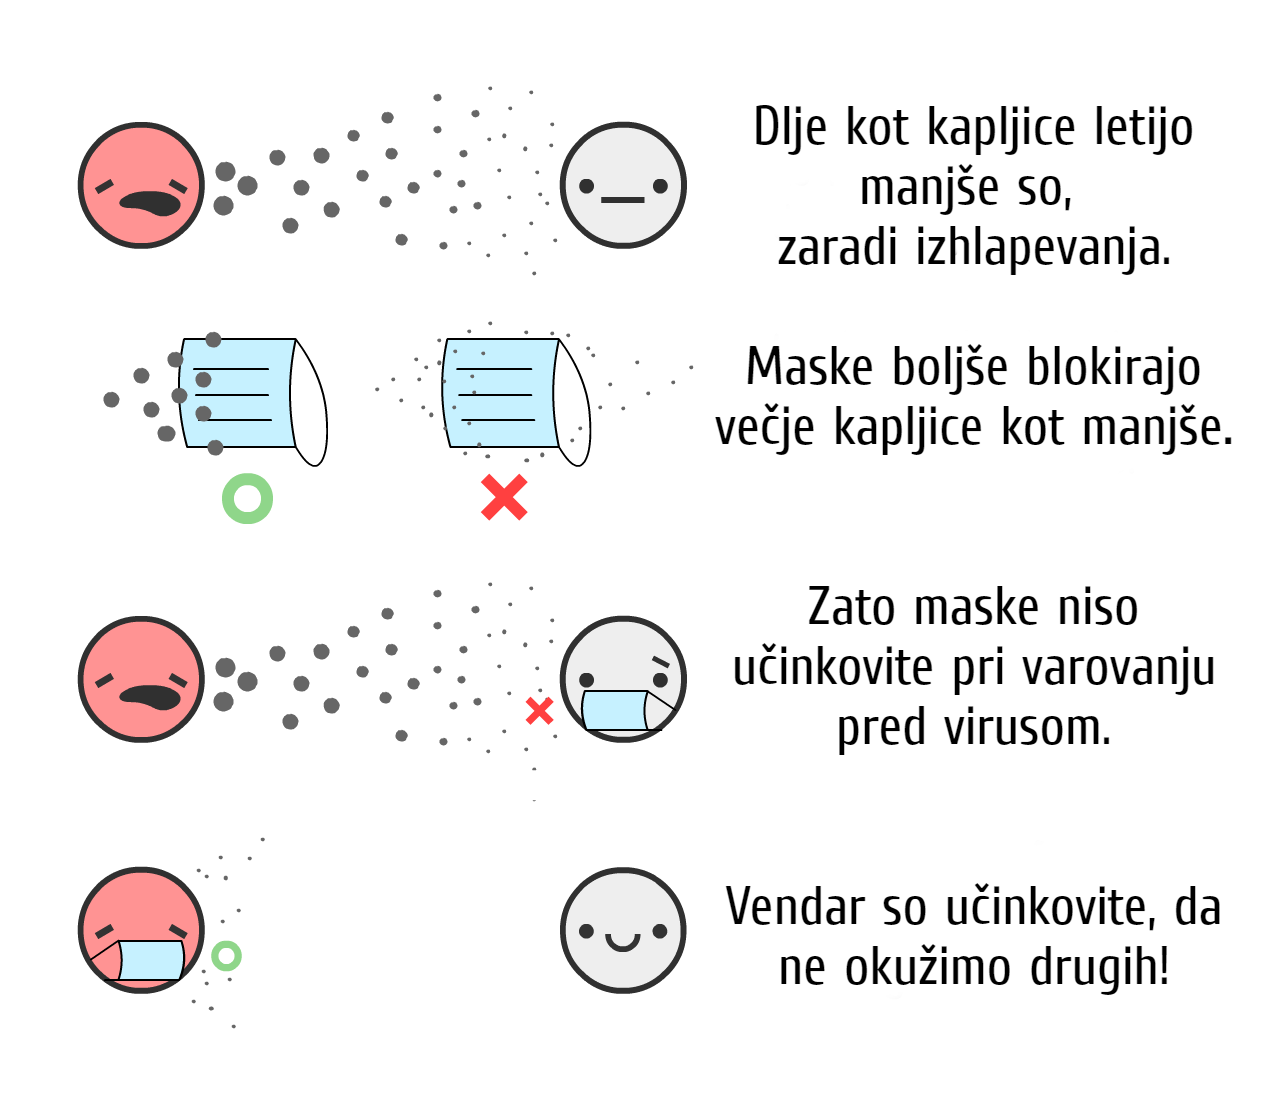 Dlje kot kapljice letijo
manjše so,
zaradi izhlapevanja.
Maske boljše blokirajo
večje kapljice kot manjše.
Zato maske niso
učinkovite pri varovanju
pred virusom.
Vendar so učinkovite, da
ne okužimo drugih!